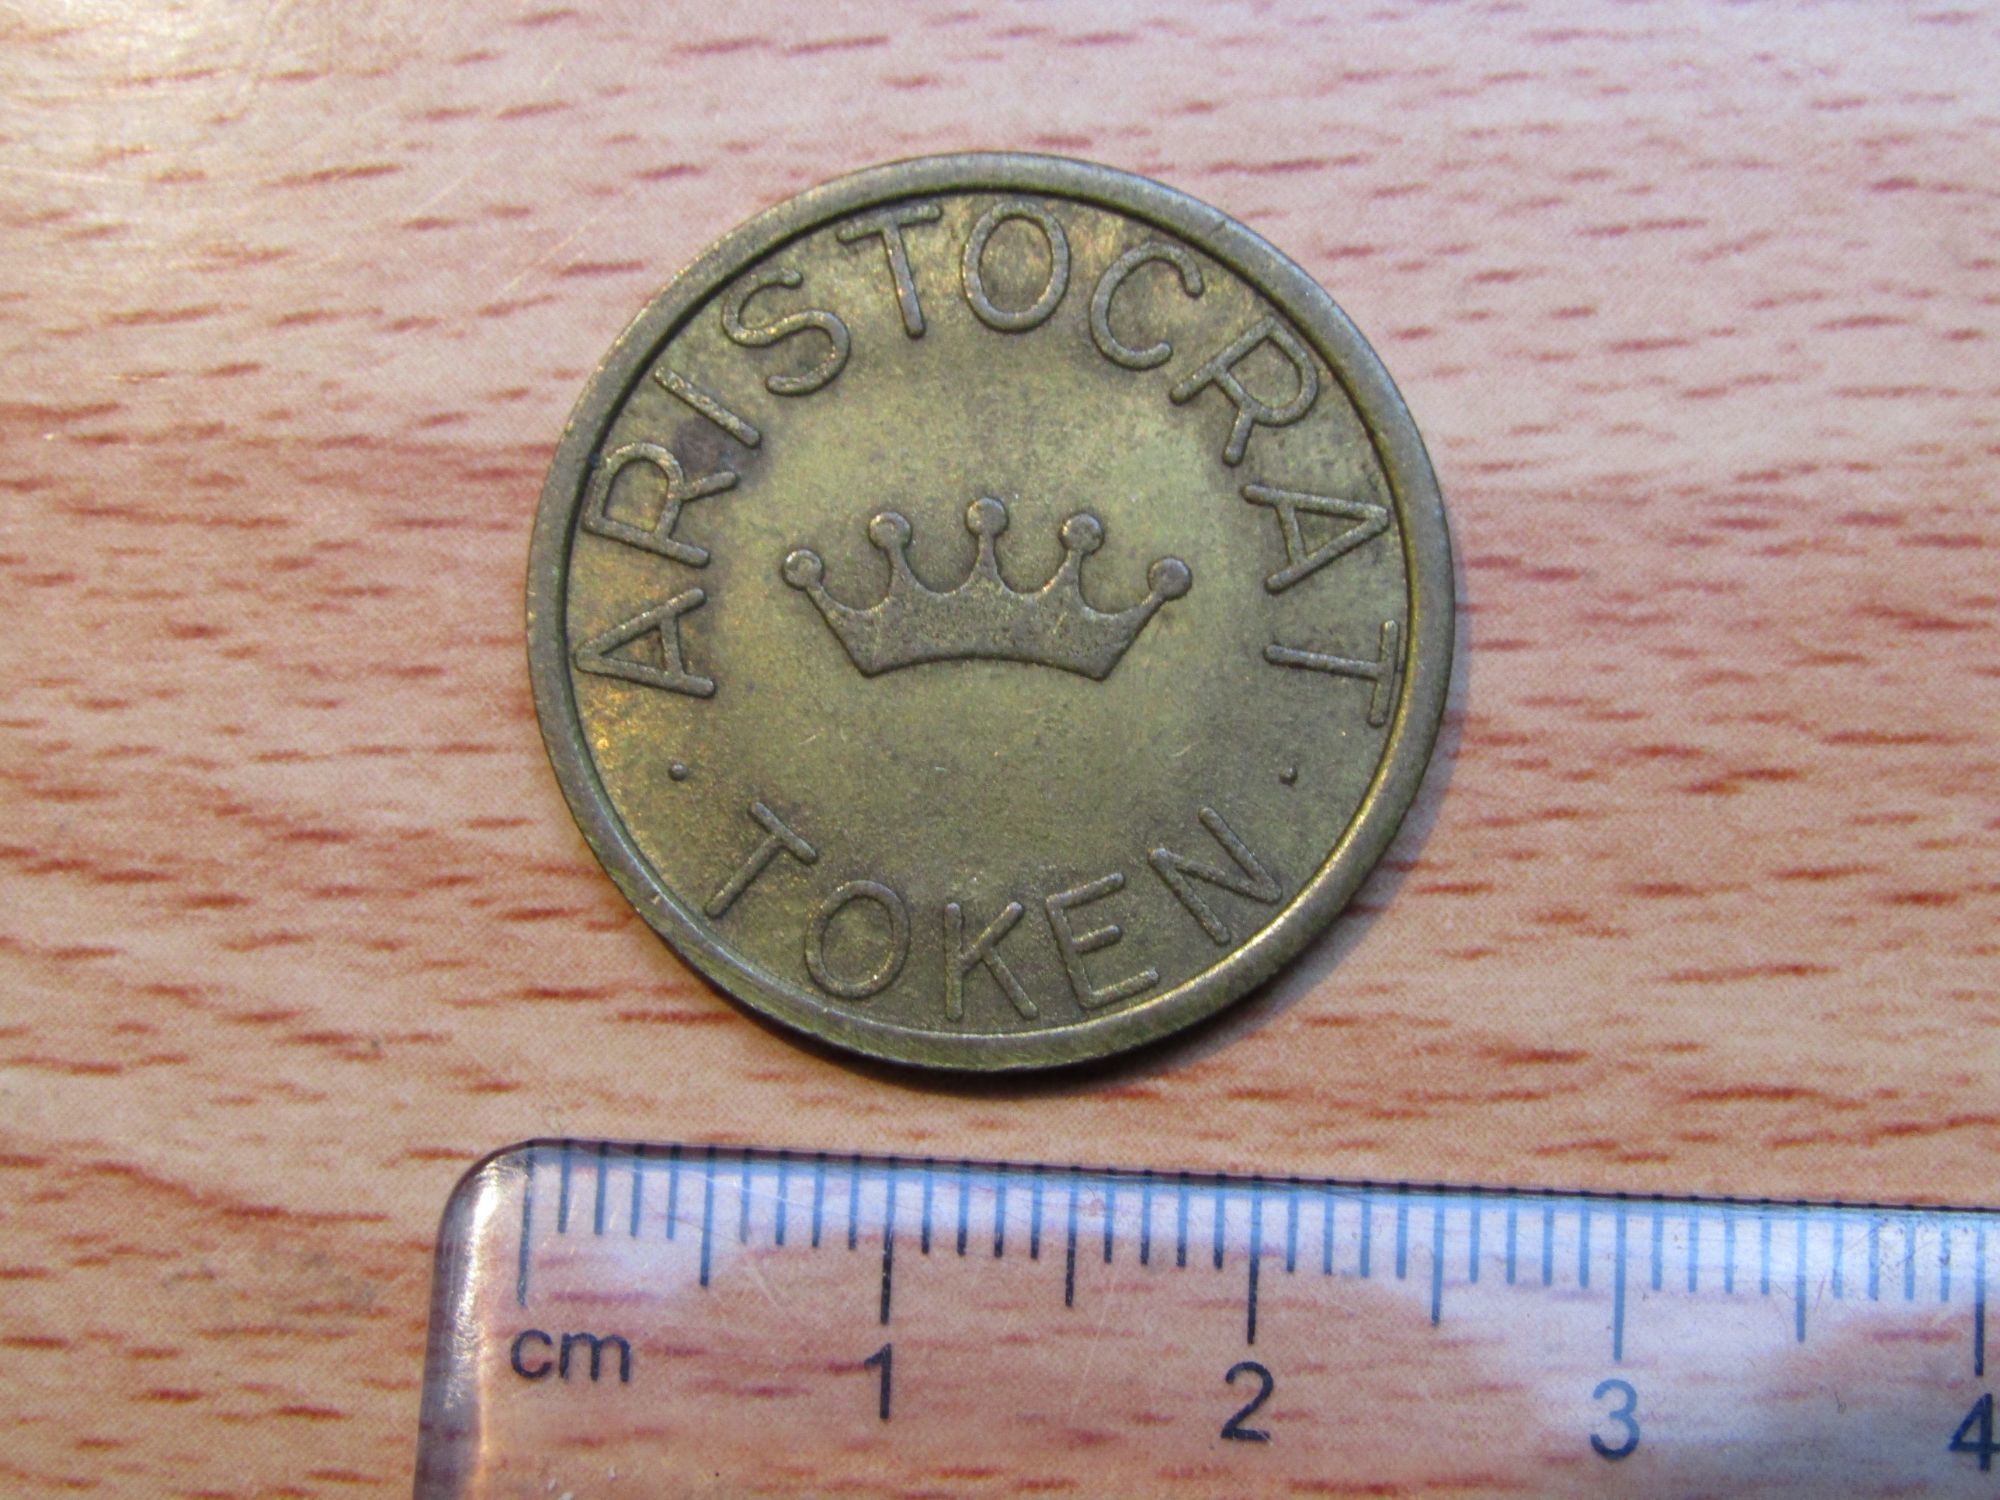 ARISTOCRAT
· TOKEN ·
cm 1 2 3 4